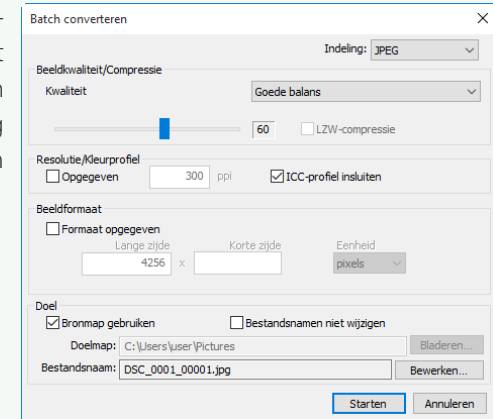 Batch converteren
Indeling: JPEG
Beeldkwaliteit/Compressie
Kwaliteit Goede balans
60 LZW-compressie
Resolutie/Kleurprofiel
Opgegeven 300 ppi ICC-profiel insluiten
Beeldformaat
Formaat opgegeven
Lange zijde Korte zijde Eenheid
4256 x pixels
Doel
Bronmap gebruiken Bestandsnamen niet wijzigen
Doelmap: C:\Users\user\Pictures Bladeren...
Bestandsnaam: DSC_0001_00001.jpg Bewerken...
Starten Annuleren